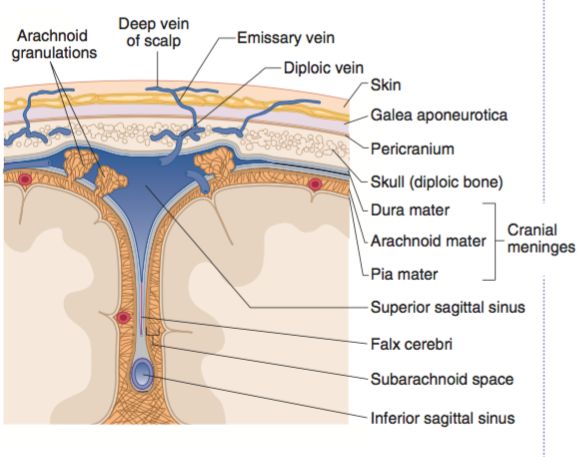 Arachnoid
granulations
Deep vein
of scalp
Emissary vein
Diploic vein
Skin
Galea aponeurotica
Pericranium
Skull (diploic bone)
Dura mater
Arachnoid mater
Pia mater
Cranial
meninges
Superior sagittal sinus
Falx cerebri
Subarachnoid space
Inferior sagittal sinus